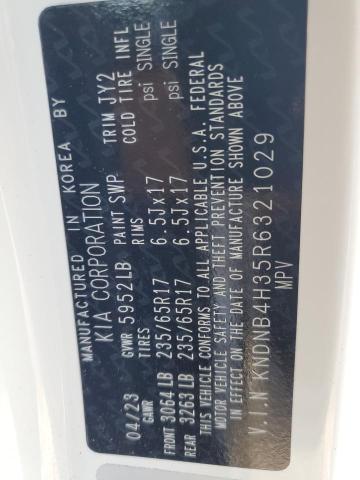 MANUFACTURED IN KOREA BY
KIA CORPORATION
04/23 GVWR 5952LB PAINT SWP TRIM JY2
GAWR TIRES RIMS COLD TIRE INFL
FRONT 3064LB 235/65R17 6.5Jx17 psi SINGLE
REAR 3263LB 235/65R17 6.5Jx17 psi SINGLE
THIS VEHICLE CONFORMS TO ALL APPLICABLE U.S.A. FEDERAL
MOTOR VEHICLE SAFETY AND THEFT PREVENTION STANDARDS
IN EFFECT ON THE DATE OF MANUFACTURE SHOWN ABOVE
V.I.N KNDNB4H35R6321029
MPV